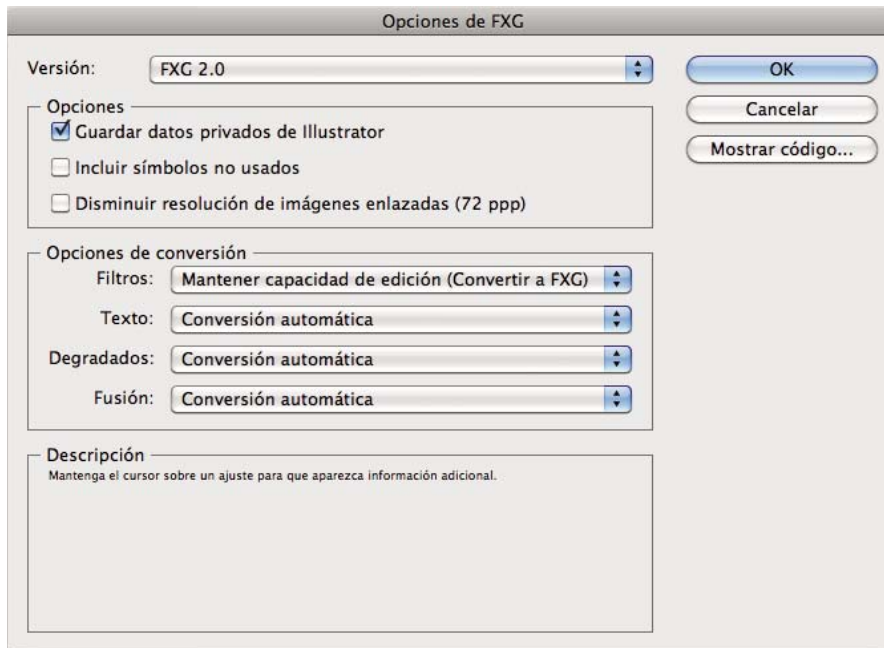 Opciones de FXG
Versión: FXG 2.0
OK
Cancelar
Mostrar código...
Opciones
Guardar datos privados de Illustrator
Incluir símbolos no usados
Disminuir resolución de imágenes enlazadas (72 ppp)
Opciones de conversión
Filtros: Mantener capacidad de edición (Convertir a FXG)
Texto: Conversión automática
Degradados: Conversión automática
Fusión: Conversión automática
Descripción
Mantenga el cursor sobre un ajuste para que aparezca información adicional.